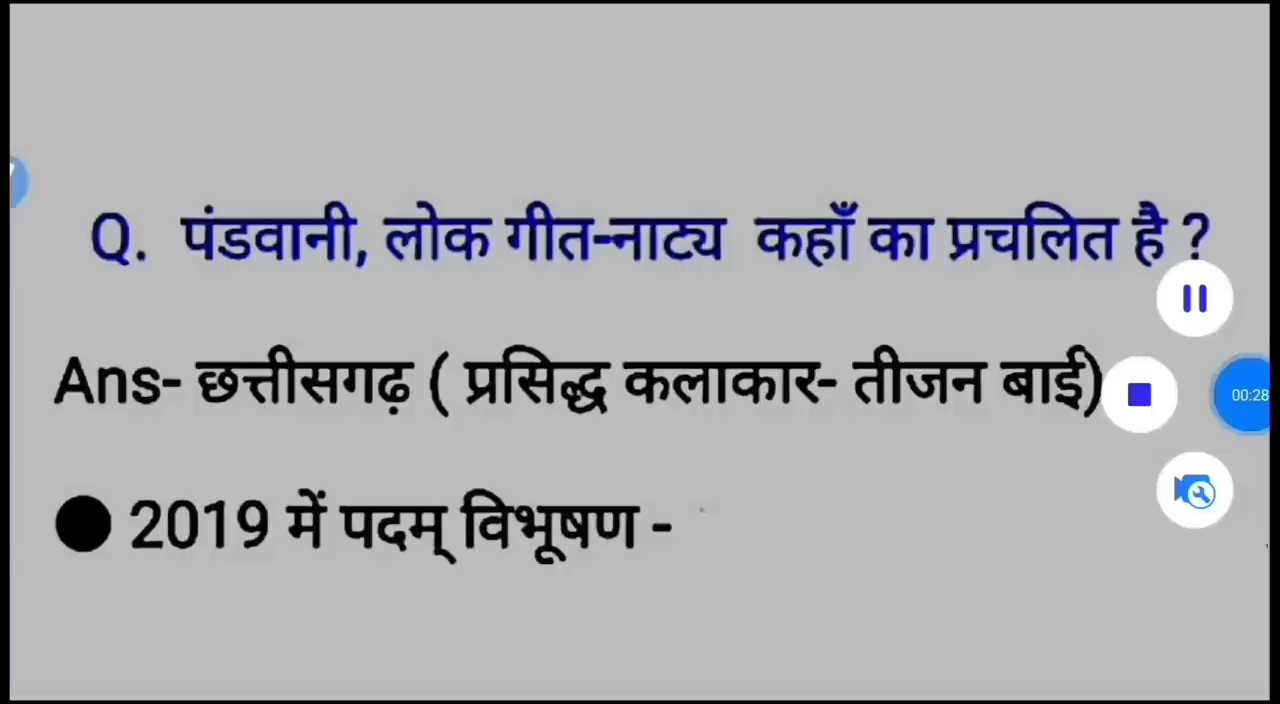 Q. पंडवानी, लोक गीत-नाट्य कहाँ का प्रचलित है ?
Ans- छत्तीसगढ़ ( प्रसिद्ध कलाकार- तीजन बाई)
00:28
● 2019 में पदम् विभूषण -